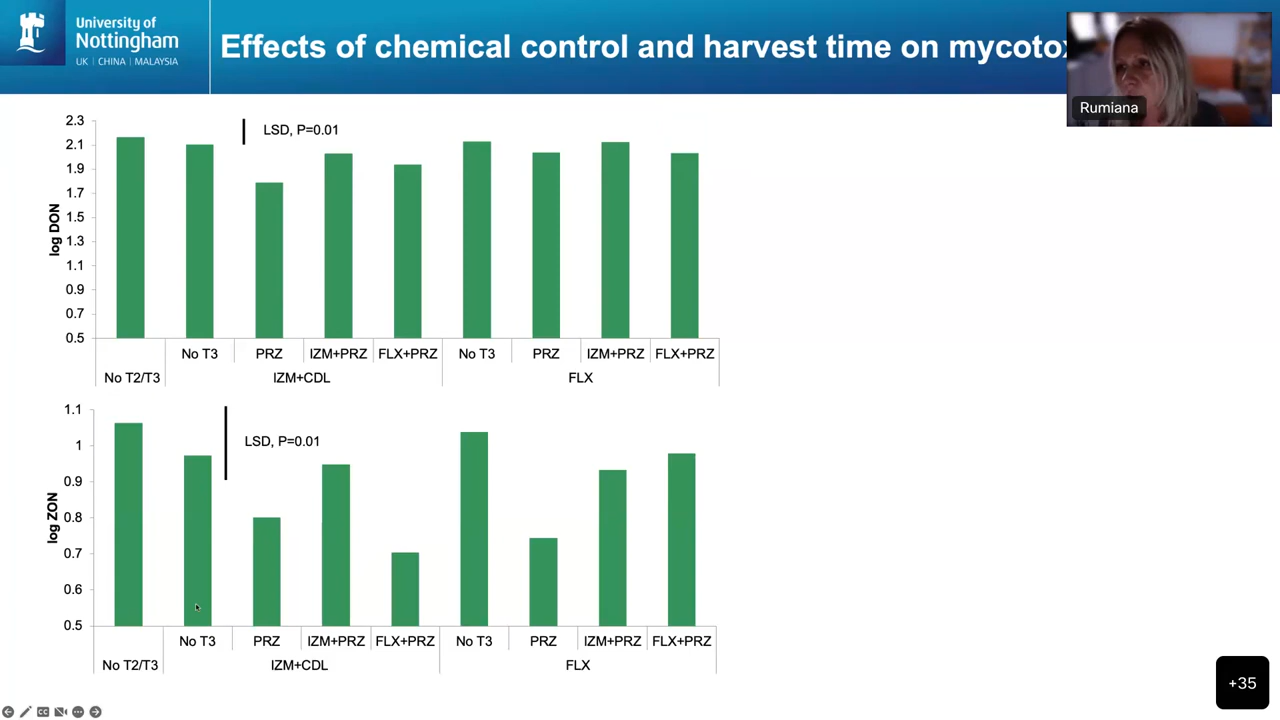 University of
Nottingham
UK | CHINA | MALAYSIA
Effects of chemical control and harvest time on
Rumiana
2.3
2.1
1.9
1.7
1.5
1.3
1.1
0.9
0.7
0.5
log DON
LSD, P=0.01
No T3 PRZ IZM+PRZ FLX+PRZ No T3 PRZ IZM+PRZ FLX+PRZ
No T2/T3 IZM+CDL FLX
1.1
1
0.9
0.8
0.7
0.6
0.5
log ZON
LSD, P=0.01
No T3 PRZ IZM+PRZ FLX+PRZ No T3 PRZ IZM+PRZ FLX+PRZ
No T2/T3 IZM+CDL FLX
+35